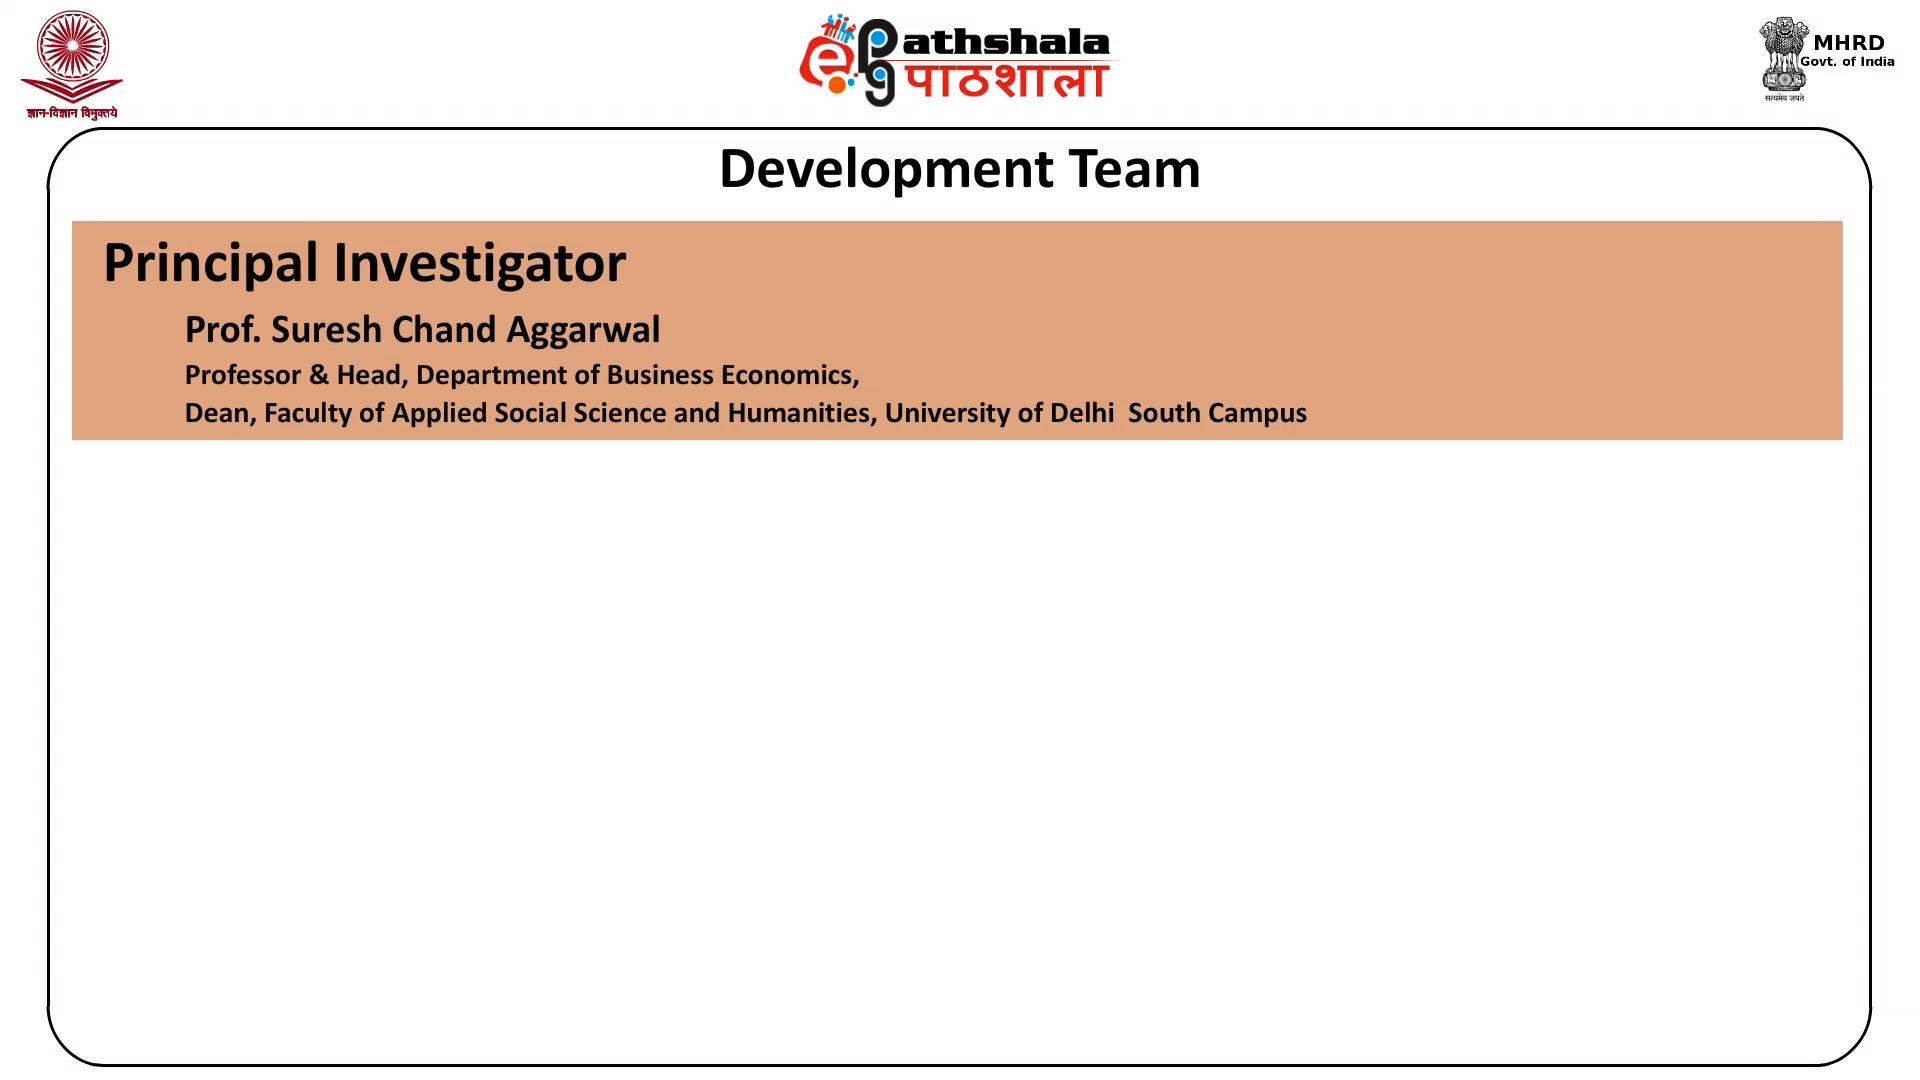 ज्ञान-विज्ञान विमुक्तये
e pg athshala
पाठशाला
MHRD
Govt. of India
सत्यमेव जयते
Development Team
Principal Investigator
Prof. Suresh Chand Aggarwal
Professor & Head, Department of Business Economics,
Dean, Faculty of Applied Social Science and Humanities, University of Delhi  South Campus